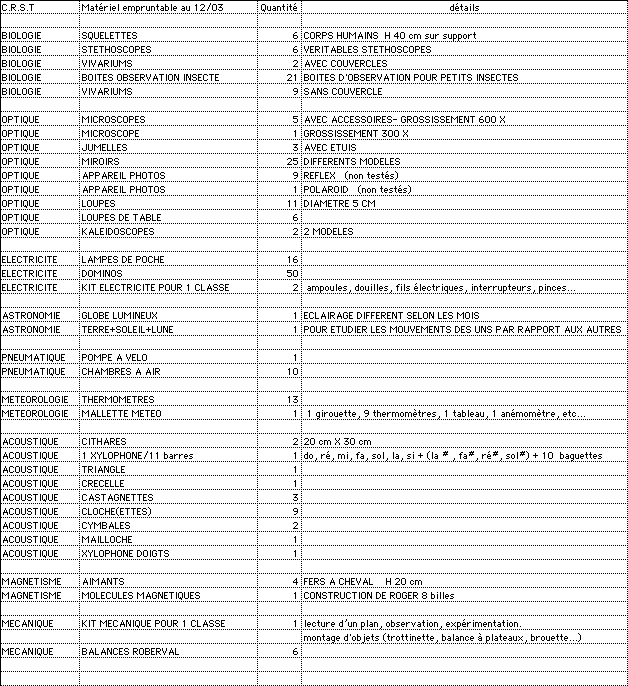 C.R.S.T Matériel empruntable au 12/03 Quantité détails
BIOLOGIE SQUELETTES 6 CORPS HUMAINS H 40 cm sur support
BIOLOGIE STETHOSCOPES 6 VERITABLES STETHOSCOPES
BIOLOGIE VIVARIUMS 2 AVEC COUVERCLES
BIOLOGIE BOITES OBSERVATION INSECTE 21 BOITES D'OBSERVATION POUR PETITS INSECTES
BIOLOGIE VIVARIUMS 9 SANS COUVERCLE
OPTIQUE MICROSCOPES 5 AVEC ACCESSOIRES- GROSSISSEMENT 600 X
OPTIQUE MICROSCOPE 1 GROSSISSEMENT 300 X
OPTIQUE JUMELLES 3 AVEC ETUIS
OPTIQUE MIROIRS 25 DIFFERENTS MODELES
OPTIQUE APPAREIL PHOTOS 9 REFLEX (non testés)
OPTIQUE APPAREIL PHOTOS 1 POLAROID (non testés)
OPTIQUE LOUPES 11 DIAMETRE 5 CM
OPTIQUE LOUPES DE TABLE 6
OPTIQUE KALEIDOSCOPES 2 2 MODELES
ELECTRICITE LAMPES DE POCHE 16
ELECTRICITE DOMINOS 50
ELECTRICITE KIT ELECTRICITE POUR 1 CLASSE 2 ampoules, douilles, fils électriques, interrupteurs, pinces...
ASTRONOMIE GLOBE LUMINEUX 1 ECLAIRAGE DIFFERENT SELON LES MOIS
ASTRONOMIE TERRE+SOLEIL+LUNE 1 POUR ETUDIER LES MOUVEMENTS DES UNS PAR RAPPORT AUX AUTRES
PNEUMATIQUE POMPE A VELO 1
PNEUMATIQUE CHAMBRES A AIR 10
METEOROLOGIE THERMOMETRES 13
METEOROLOGIE MALLETTE METEO 1 1 girouette, 9 thermomètres, 1 tableau, 1 anémomètre, etc...
ACOUSTIQUE CITHARES 2 20 cm X 30 cm
ACOUSTIQUE 1 XYLOPHONE/11 barres 1 do, ré, mi, fa, sol, la, si + (la # , fa#, ré#, sol#) + 10 baguettes
ACOUSTIQUE TRIANGLE 1
ACOUSTIQUE CRECELLE 1
ACOUSTIQUE CASTAGNETTES 3
ACOUSTIQUE CLOCHE(ETTES) 9
ACOUSTIQUE CYMBALES 2
ACOUSTIQUE MAILLOCHE 1
ACOUSTIQUE XYLOPHONE DOIGTS 1
MAGNETISME AIMANTS 4 FERS A CHEVAL H 20 cm
MAGNETISME MOLECULES MAGNETIQUES 1 CONSTRUCTION DE ROGER 8 billes
MECANIQUE KIT MECANIQUE POUR 1 CLASSE 1 lecture d'un plan, observation, expérimentation.
montage d'objets (trottinette, balance à plateaux, brouette...)
MECANIQUE BALANCES ROBERVAL 6